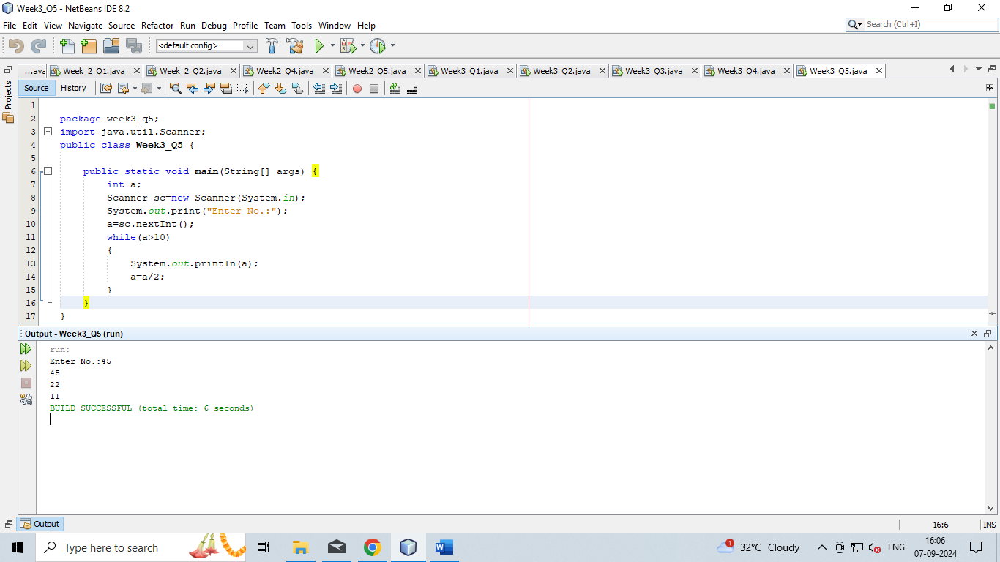 Week3_Q5 - NetBeans IDE 8.2
File Edit View Navigate Source Refactor Run Debug Profile Team Tools Window Help
Search (Ctrl+I)
<default config>
...ava Week_2_Q1.java Week_2_Q2.java Week2_Q4.java Week2_Q5.java Week3_Q1.java Week3_Q2.java Week3_Q3.java Week3_Q4.java Week3_Q5.java
Projects
Source History
1
2 package week3_q5;
3 import java.util.Scanner;
4 public class Week3_Q5 {
5
6 public static void main(String[] args) {
7 int a;
8 Scanner sc=new Scanner(System.in);
9 System.out.print("Enter No.:");
10 a=sc.nextInt();
11 while(a>10)
12 {
13 System.out.println(a);
14 a=a/2;
15 }
16 }
17 }
Output - Week3_Q5 (run)
run:
Enter No.:45
45
22
11
BUILD SUCCESSFUL (total time: 6 seconds)
Output
16:6 INS
Type here to search
1
32°C Cloudy
ENG
16:06
07-09-2024